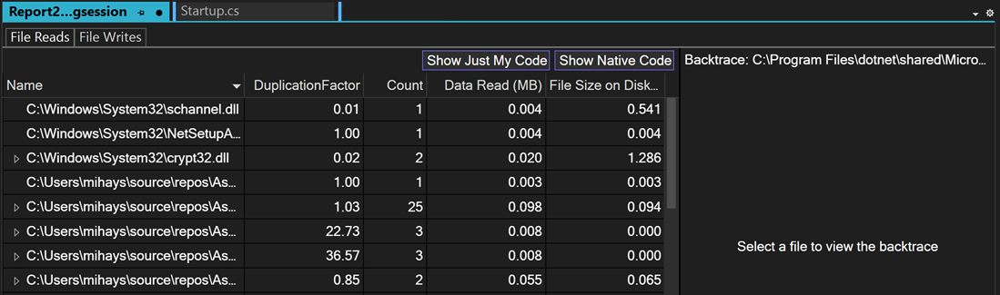 Report2...gsession Startup.cs
File Reads File Writes
Show Just My Code Show Native Code Backtrace: C:\Program Files\dotnet\shared\Micro...
Name DuplicationFactor Count Data Read (MB) File Size on Disk...
C:\Windows\System32\schannel.dll 0.01 1 0.004 0.541
C:\Windows\System32\NetSetupA... 1.00 1 0.004 0.004
C:\Windows\System32\crypt32.dll 0.02 2 0.020 1.286
C:\Users\mihays\source\repos\As... 1.00 1 0.003 0.003
C:\Users\mihays\source\repos\As... 1.03 25 0.098 0.094
C:\Users\mihays\source\repos\As... 22.73 3 0.008 0.000
C:\Users\mihays\source\repos\As... 36.57 3 0.008 0.000
Select a file to view the backtrace
C:\Users\mihays\source\repos\As... 0.85 2 0.055 0.065